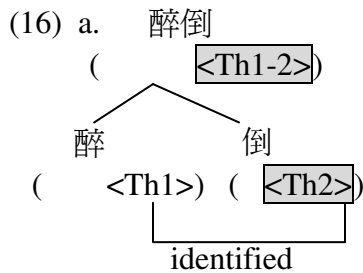 (16) a. 醉倒
( <Th1-2>)
醉 倒
( <Th1>) ( <Th2>)
identified